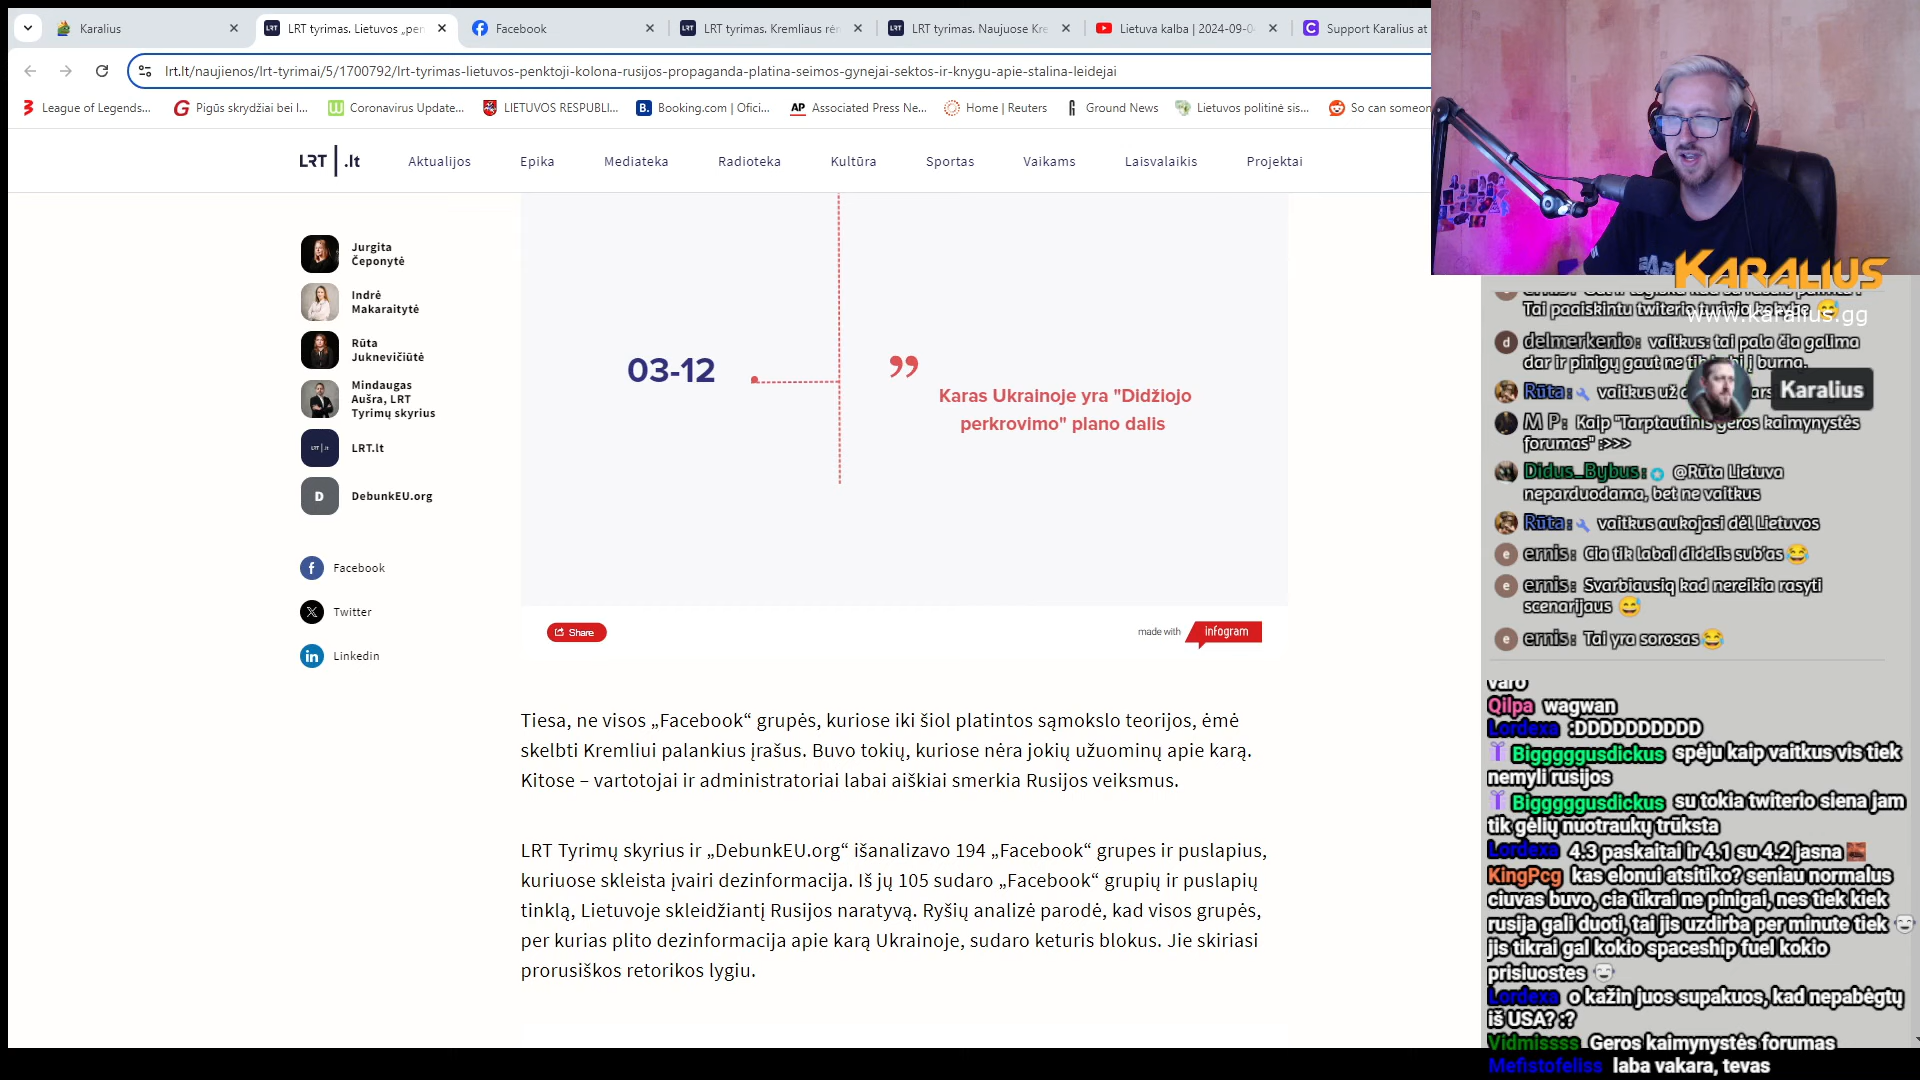 Karalius
LRT tyrimas. Lietuvos „pen
Facebook
LRT tyrimas. Kremliaus rėn
LRT tyrimas. Naujuose Kre
Lietuva kalba | 2024-09-0
Support Karalius at
lrt.lt/naujienos/lrt-tyrimai/5/1700792/lrt-tyrimas-lietuvos-penktoji-kolona-rusijos-propaganda-platina-seimos-gynejai-sektos-ir-knygu-apie-stalina-leidejai
League of Legends...
Pigūs skrydžiai bei l...
Coronavirus Update...
LIETUVOS RESPUBLI...
Booking.com | Ofici...
AP Associated Press Ne...
Home | Reuters
Ground News
Lietuvos politinė sis...
So can someon
LRT .lt
Aktualijos
Epika
Mediateka
Radioteka
Kultūra
Sportas
Vaikams
Laisvalaikis
Projektai
Jurgita
Čeponytė
Indrė
Makaraitytė
Rūta
Juknevičiūtė
Mindaugas
Aušra, LRT
Tyrimų skyrius
LRT.lt
D DebunkEU.org
Facebook
Twitter
Linkedin
03-12
”
Karas Ukrainoje yra "Didžiojo
perkrovimo" plano dalis
Share
made with infogram
Tiesa, ne visos „Facebook“ grupės, kuriose iki šiol platintos sąmokslo teorijos, ėmė
skelbti Kremliui palankius įrašus. Buvo tokių, kuriose nėra jokių užuominų apie karą.
Kitose – vartotojai ir administratoriai labai aiškiai smerkia Rusijos veiksmus.
LRT Tyrimų skyrius ir „DebunkEU.org“ išanalizavo 194 „Facebook“ grupes ir puslapius,
kuriuose skleista įvairi dezinformacija. Iš jų 105 sudaro „Facebook“ grupių ir puslapių
tinklą, Lietuvoje skleidžiantį Rusijos naratyvą. Ryšių analizė parodė, kad visos grupės,
per kurias plito dezinformacija apie karą Ukrainoje, sudaro keturis blokus. Jie skiriasi
prorusiškos retorikos lygiu.
KARALIUS
www.karalius.gg
Karalius
Tai paaiskintu twiterio turinio kokybe 😅
delmerkenio: vaitkus: tai pala čia galima
dar ir pinigų gaut ne tik į burną.
Rūta: vaitkus už
M P: Kaip "Tarptautinis geros kaimynystės
forumas" :>>>
Didus_Bybus: @Rūta Lietuva
neparduodama, bet ne vaitkus
Rūta: vaitkus aukojasi dėl Lietuvos
ernis: Cia tik labai didelis sub'as 😂
ernis: Svarbiausią kad nereikia rasyti
scenarijaus 😅
ernis: Tai yra sorosas 😂
varo
Qilpa wagwan
Lordexa :DDDDDDDDDD
Bigggggusdickus spėju kaip vaitkus vis tiek
nemyli rusijos
Bigggggusdickus su tokia twiterio siena jam
tik gėlių nuotraukų trūksta
Lordexa 4.3 paskaitai ir 4.1 su 4.2 jasna
KingPcg kas elonui atsitiko? seniau normalus
ciuvas buvo, cia tikrai ne pinigai, nes tiek kiek
rusija gali duoti, tai jis uzdirba per minute tiek
jis tikrai gal kokio spaceship fuel kokio
prisiuostes
Lordexa o kažin juos supakuos, kad nepabėgtų
iš USA? :?
Vidmissss Geros kaimynystės forumas
Mefistofeliss laba vakara, tevas